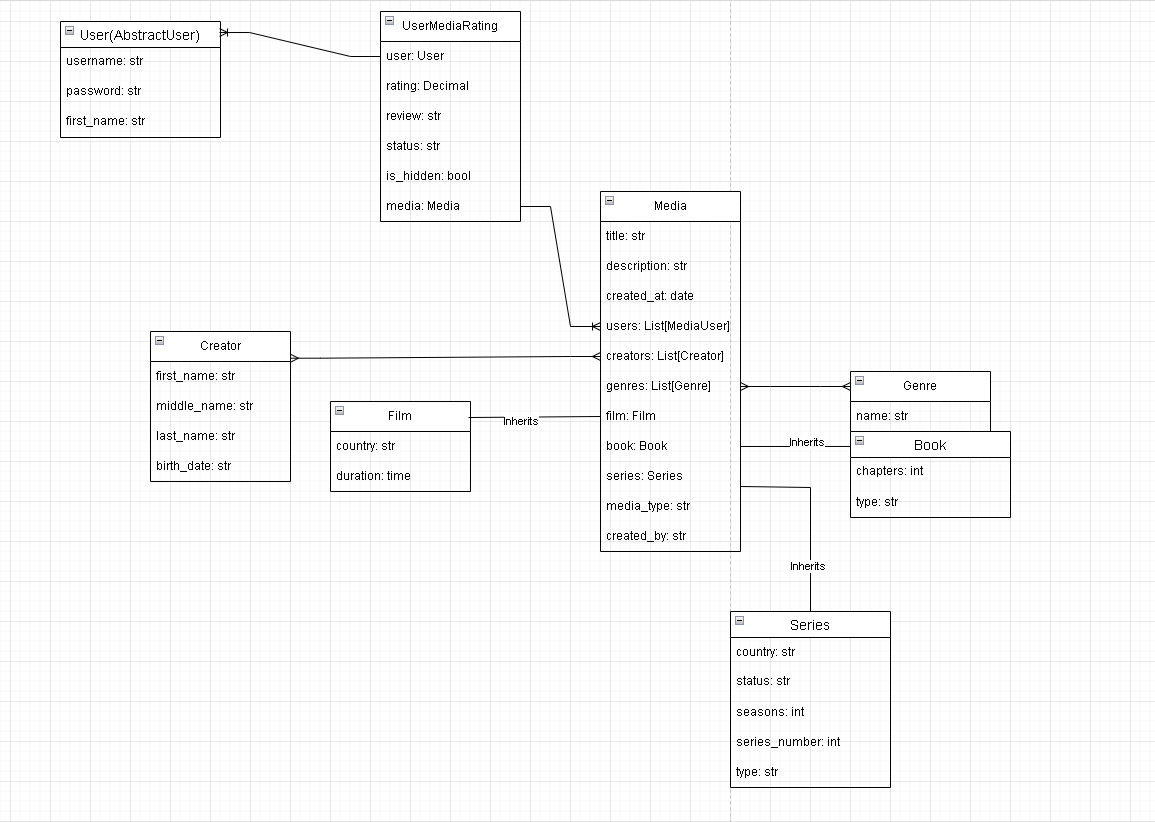 User(AbstractUser)
username: str
password: str
first_name: str
UserMediaRating
user: User
rating: Decimal
review: str
status: str
is_hidden: bool
media: Media
Media
title: str
description: str
created_at: date
users: List[MediaUser]
creators: List[Creator]
genres: List[Genre]
film: Film
book: Book
series: Series
media_type: str
created_by: str
Creator
first_name: str
middle_name: str
last_name: str
birth_date: str
Film
country: str
duration: time
Inherits
Genre
name: str
Inherits
Book
chapters: int
type: str
Inherits
Series
country: str
status: str
seasons: int
series_number: int
type: str